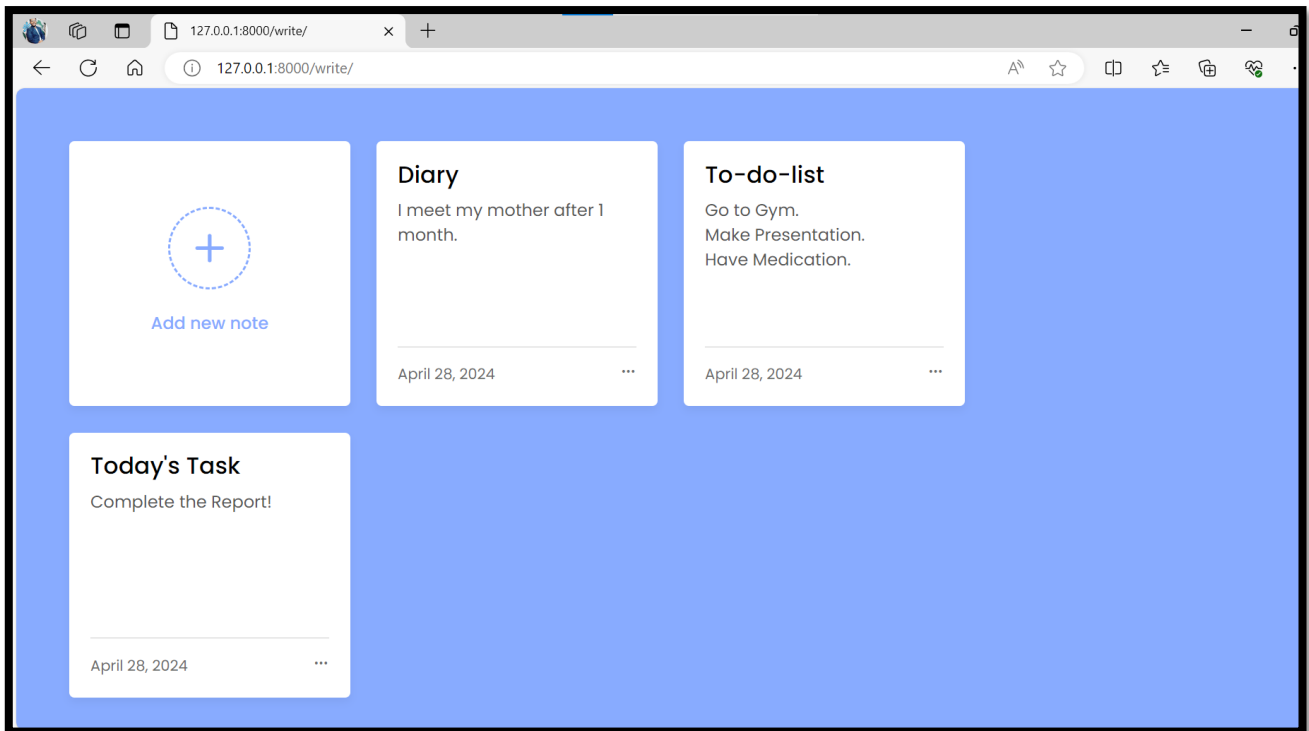 127.0.0.1:8000/write/
127.0.0.1:8000/write/
Add new note
Diary
I meet my mother after 1
month.
April 28, 2024
To-do-list
Go to Gym.
Make Presentation.
Have Medication.
April 28, 2024
Today's Task
Complete the Report!
April 28, 2024